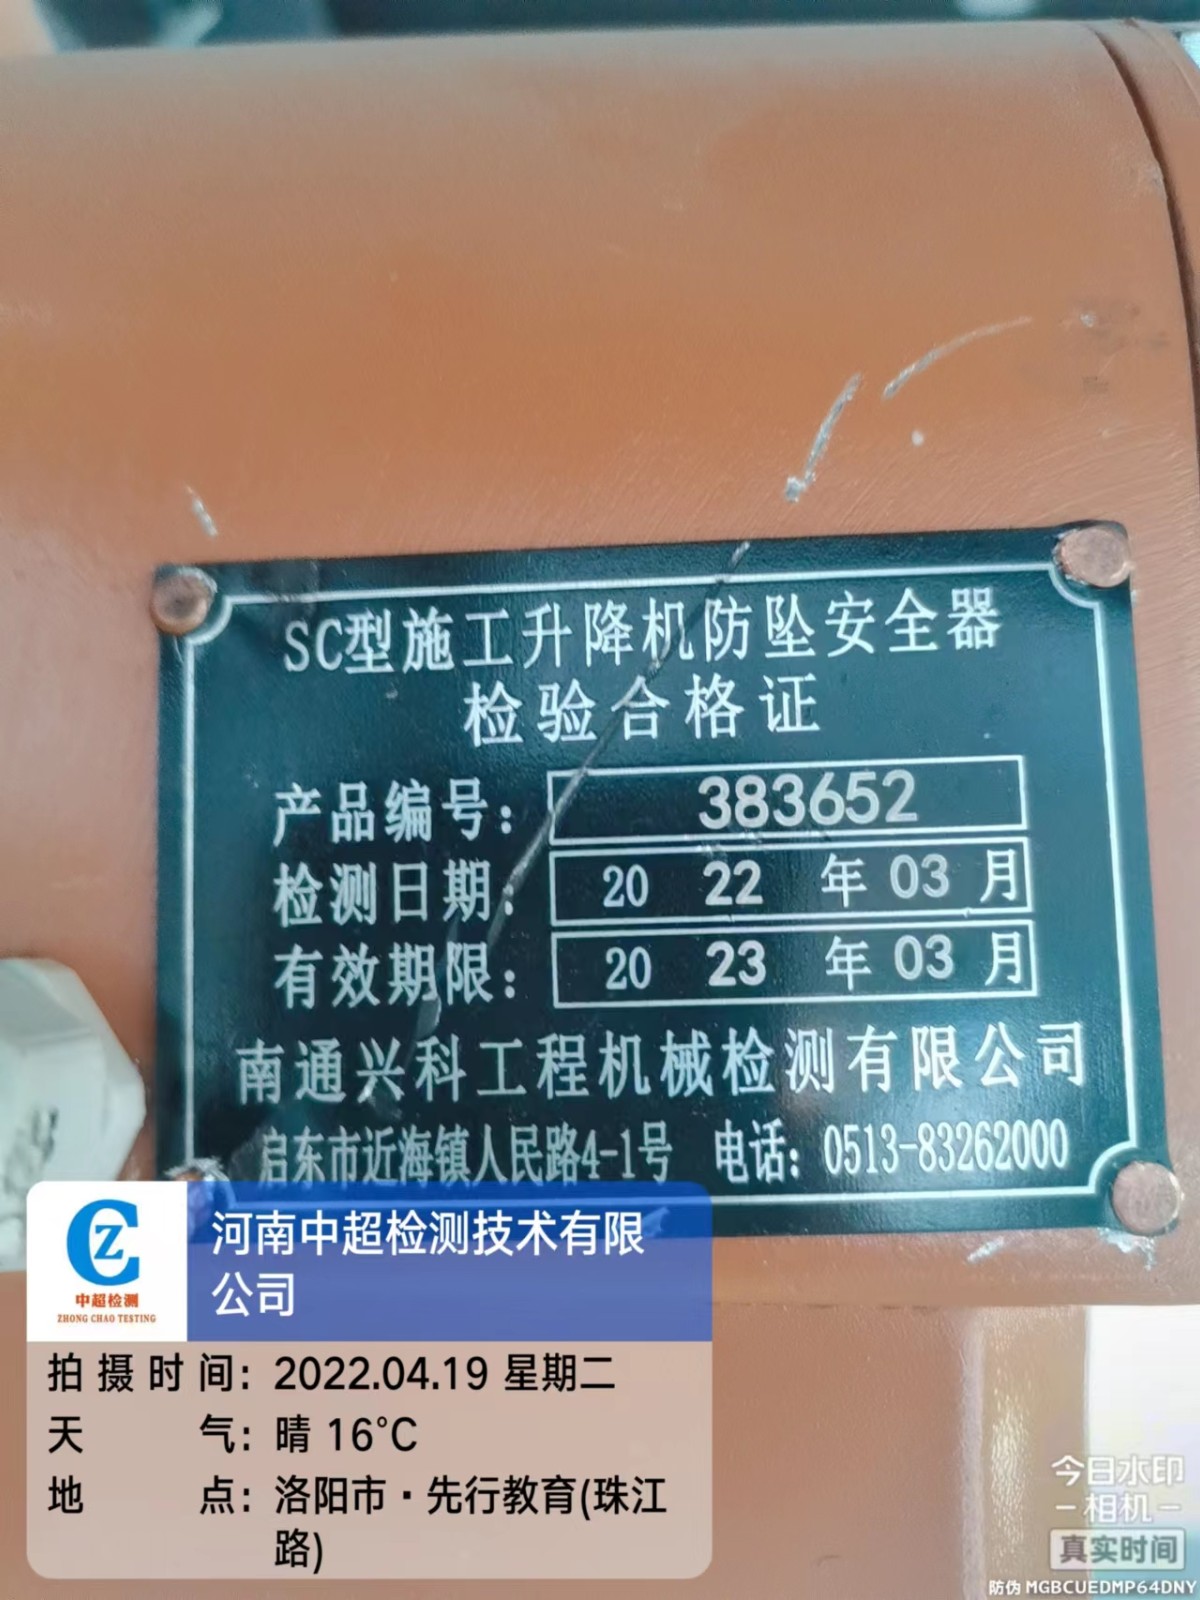 SC型施工升降机防坠安全器
检验合格证
产品编号： 383652
检测日期： 20 22 年 03 月
有效期限： 20 23 年 03 月
南通兴科工程机械检测有限公司
启东市近海镇人民路4-1号 电话：0513-83262000
CZ
中超检测
ZHONG CHAO TESTING
河南中超检测技术有限
公司
拍摄时间：2022.04.19 星期二
天气：晴 16℃
地点：洛阳市·先行教育(珠江
路)
今日水印
-相机-
真实时间
防伪 MGBCUEDMP64DNY